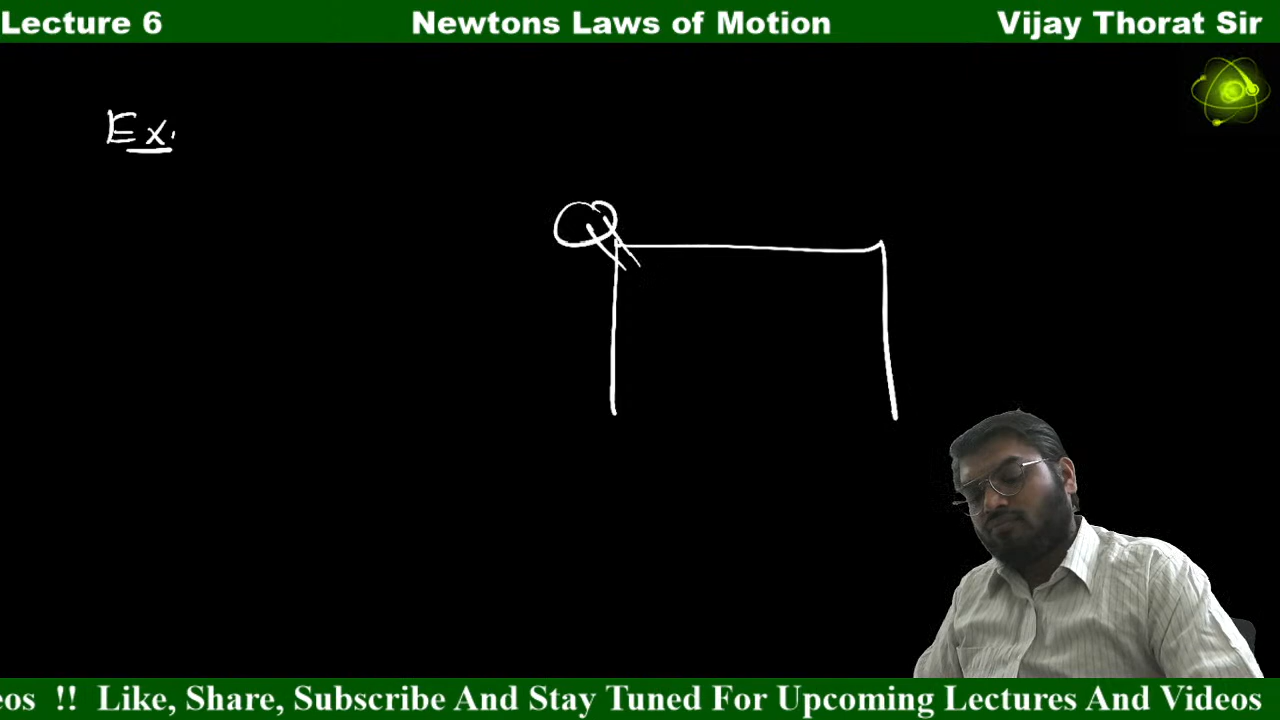 Lecture 6 Newtons Laws of Motion Vijay Thorat Sir
Ex.
eos !! Like, Share, Subscribe And Stay Tuned For Upcoming Lectures And Videos